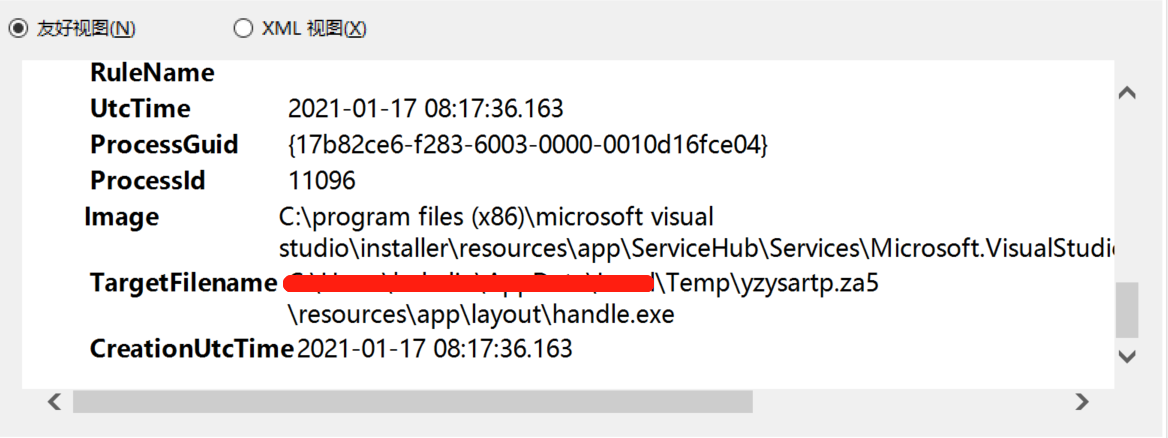 友好视图(N) XML 视图(X)
RuleName
UtcTime 2021-01-17 08:17:36.163
ProcessGuid {17b82ce6-f283-6003-0000-0010d16fce04}
ProcessId 11096
Image C:\program files (x86)\microsoft visual
studio\installer\resources\app\ServiceHub\Services\Microsoft.VisualStudio
TargetFilename \Temp\yzysartp.za5
\resources\app\layout\handle.exe
CreationUtcTime 2021-01-17 08:17:36.163